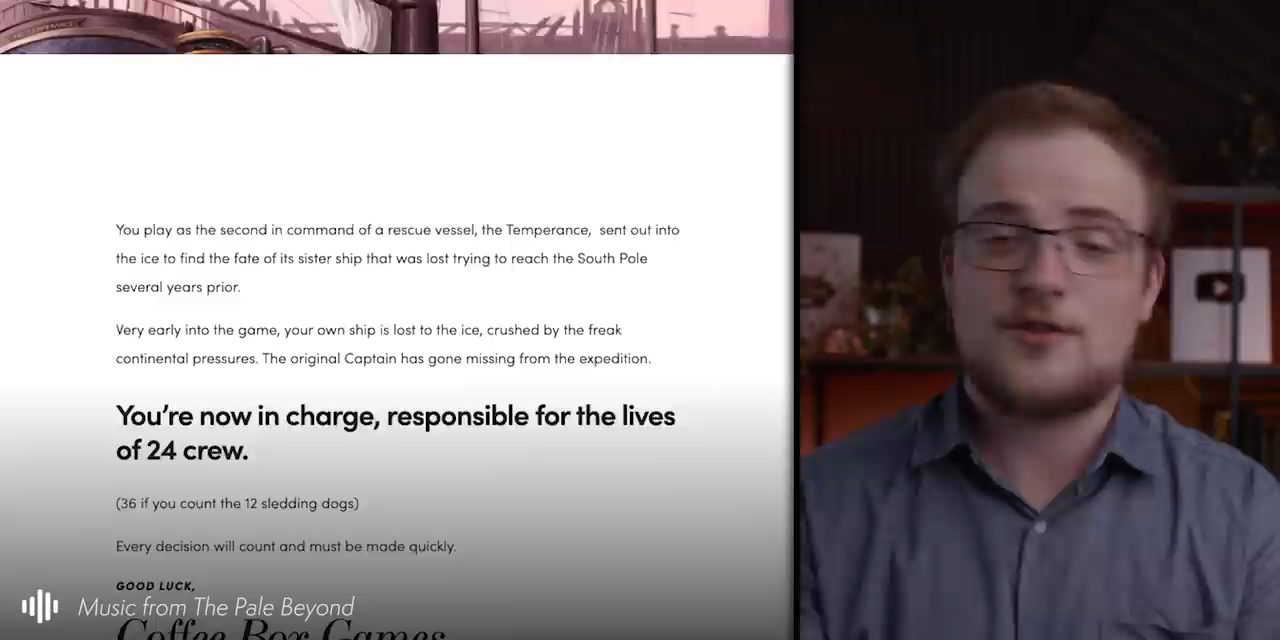 You play as the second in command of a rescue vessel, the Temperance,  sent out into
the ice to find the fate of its sister ship that was lost trying to reach the South Pole
several years prior.
Very early into the game, your own ship is lost to the ice, crushed by the freak
continental pressures. The original Captain has gone missing from the expedition.
You're now in charge, responsible for the lives
of 24 crew.
(36 if you count the 12 sledding dogs)
Every decision will count and must be made quickly.
GOOD LUCK,
Music from The Pale Beyond
Coffee Box Games